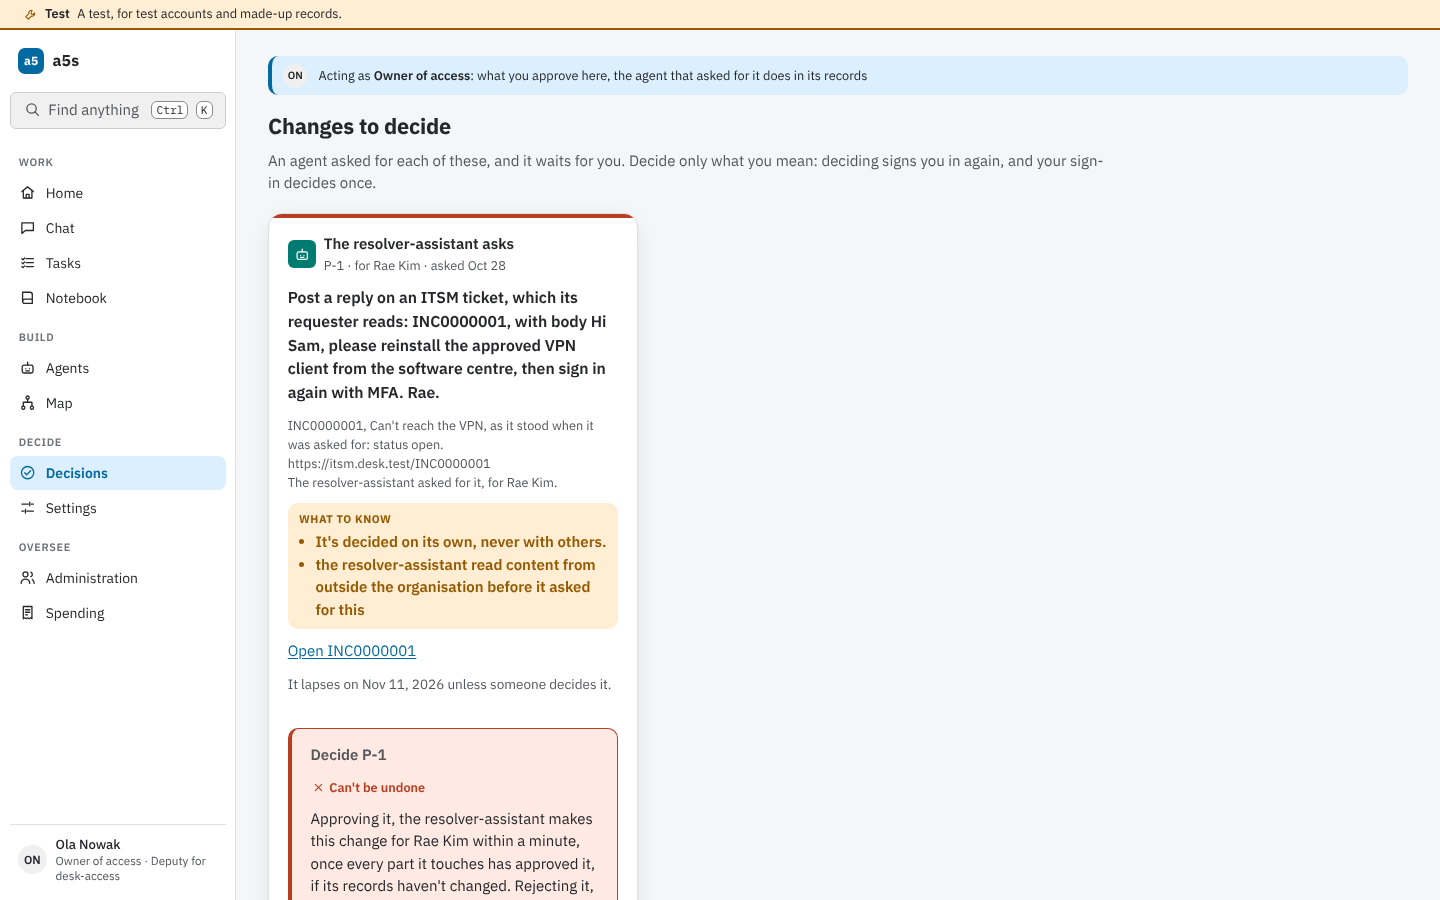 Test A test, for test accounts and made-up records.
a5 a5s
Find anything Ctrl K
WORK
Home
Chat
Tasks
Notebook
BUILD
Agents
Map
DECIDE
Decisions
Settings
OVERSEE
Administration
Spending
ON
Ola Nowak
Owner of access · Deputy for
desk-access
ON Acting as Owner of access: what you approve here, the agent that asked for it does in its records
Changes to decide
An agent asked for each of these, and it waits for you. Decide only what you mean: deciding signs you in again, and your sign-
in decides once.
The resolver-assistant asks
P-1 · for Rae Kim · asked Oct 28
Post a reply on an ITSM ticket, which its
requester reads: INC0000001, with body Hi
Sam, please reinstall the approved VPN
client from the software centre, then sign in
again with MFA. Rae.
INC0000001, Can't reach the VPN, as it stood when it
was asked for: status open.
https://itsm.desk.test/INC0000001
The resolver-assistant asked for it, for Rae Kim.
WHAT TO KNOW
• It's decided on its own, never with others.
• the resolver-assistant read content from
outside the organisation before it asked
for this
Open INC0000001
It lapses on Nov 11, 2026 unless someone decides it.
Decide P-1
Can't be undone
Approving it, the resolver-assistant makes
this change for Rae Kim within a minute,
once every part it touches has approved it,
if its records haven't changed. Rejecting it,